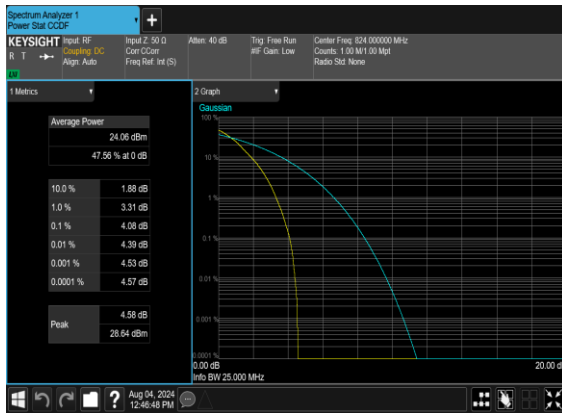 Spectrum Analyzer 1
Power Stat CCDF
+
KEYSIGHT
R T
LXI
Input: RF
Coupling: DC
Align: Auto
Input Z: 50 Ω
Corr CCorr
Freq Ref: Int (S)
Atten: 40 dB
Trig: Free Run
#IF Gain: Low
Center Freq: 824.000000 MHz
Counts: 1.00 M/1.00 Mpt
Radio Std: None
1 Metrics
Average Power
24.06 dBm
47.56 % at 0 dB
10.0 % 1.88 dB
1.0 % 3.31 dB
0.1 % 4.08 dB
0.01 % 4.39 dB
0.001 % 4.53 dB
0.0001 % 4.57 dB
Peak
4.58 dB
28.64 dBm
2 Graph
Gaussian
100 %
10 %
1 %
0.1 %
0.01 %
0.001 %
0.0001 %
0.00 dB
20.00 dB
Info BW 25.000 MHz
?
Aug 04, 2024
12:46:48 PM